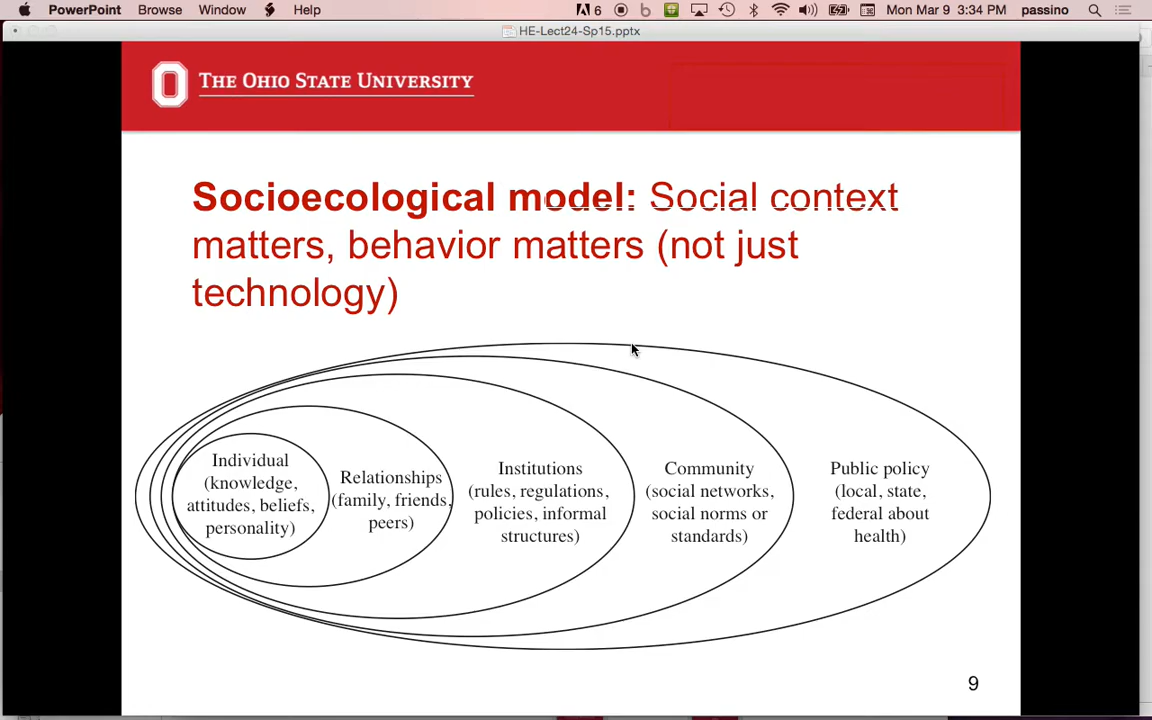 PowerPoint Browse Window Help 6 Mon Mar 9 3:34 PM passino
HE-Lect24-Sp15.pptx
THE OHIO STATE UNIVERSITY
Socioecological model: Social context
matters, behavior matters (not just
technology)
Individual
(knowledge,
attitudes, beliefs,
personality)
Relationships
(family, friends,
peers)
Institutions
(rules, regulations,
policies, informal
structures)
Community
(social networks,
social norms or
standards)
Public policy
(local, state,
federal about
health)
9